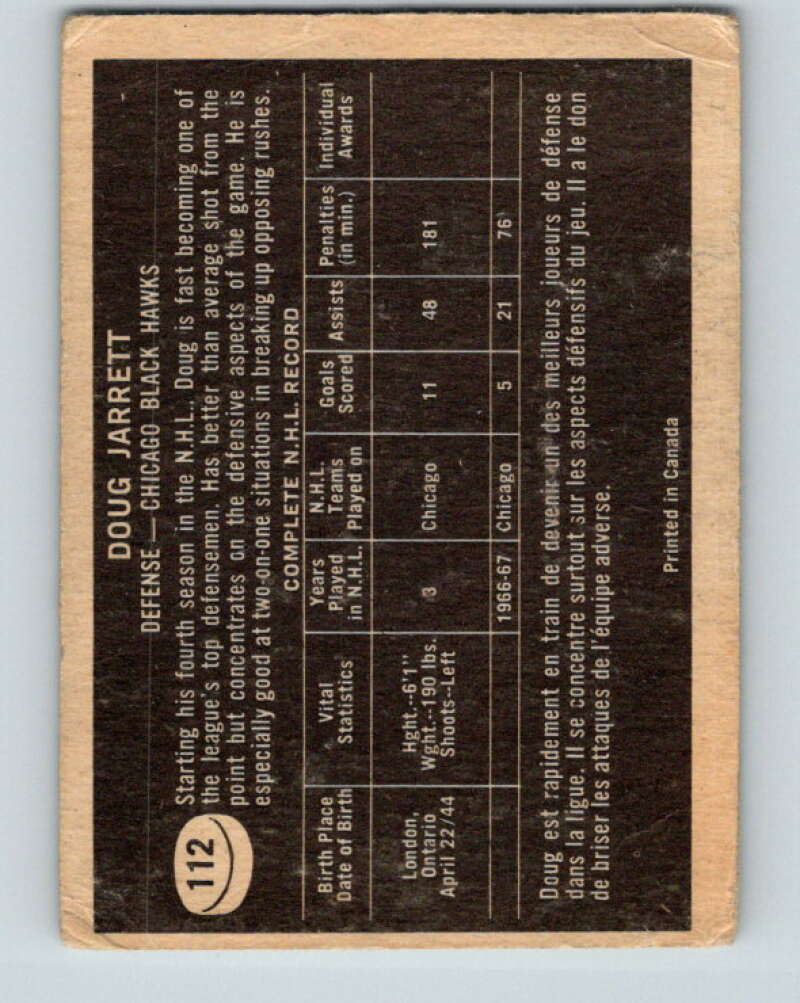 DOUG JARRETT
DEFENSE — CHICAGO BLACK HAWKS
112
Starting his fourth season in the N.H.L. Doug is fast becoming one of
the league's top defensemen. Has better than average shot from the
point but concentrates on the defensive aspects of the game. He is
especially good at two-on-one situations in breaking up opposing rushes.
COMPLETE N.H.L. RECORD
Birth Place
Date of Birth
Vital
Statistics
Years
Played
in N.H.L.
N.H.L.
Teams
Played on
Goals
Scored
Assists
Penalties
(in min.)
Individual
Awards
London,
Ontario
April 22/44
Hght.--6'1"
Wght.--190 lbs.
Shoots--Left
3
Chicago
11
48
181
1966-67
Chicago
5
21
76
Doug est rapidement en train de devenir un des meilleurs joueurs de défense
dans la ligue. Il se concentre surtout sur les aspects défensifs du jeu. Il a le don
de briser les attaques de l'équipe adverse.
Printed in Canada